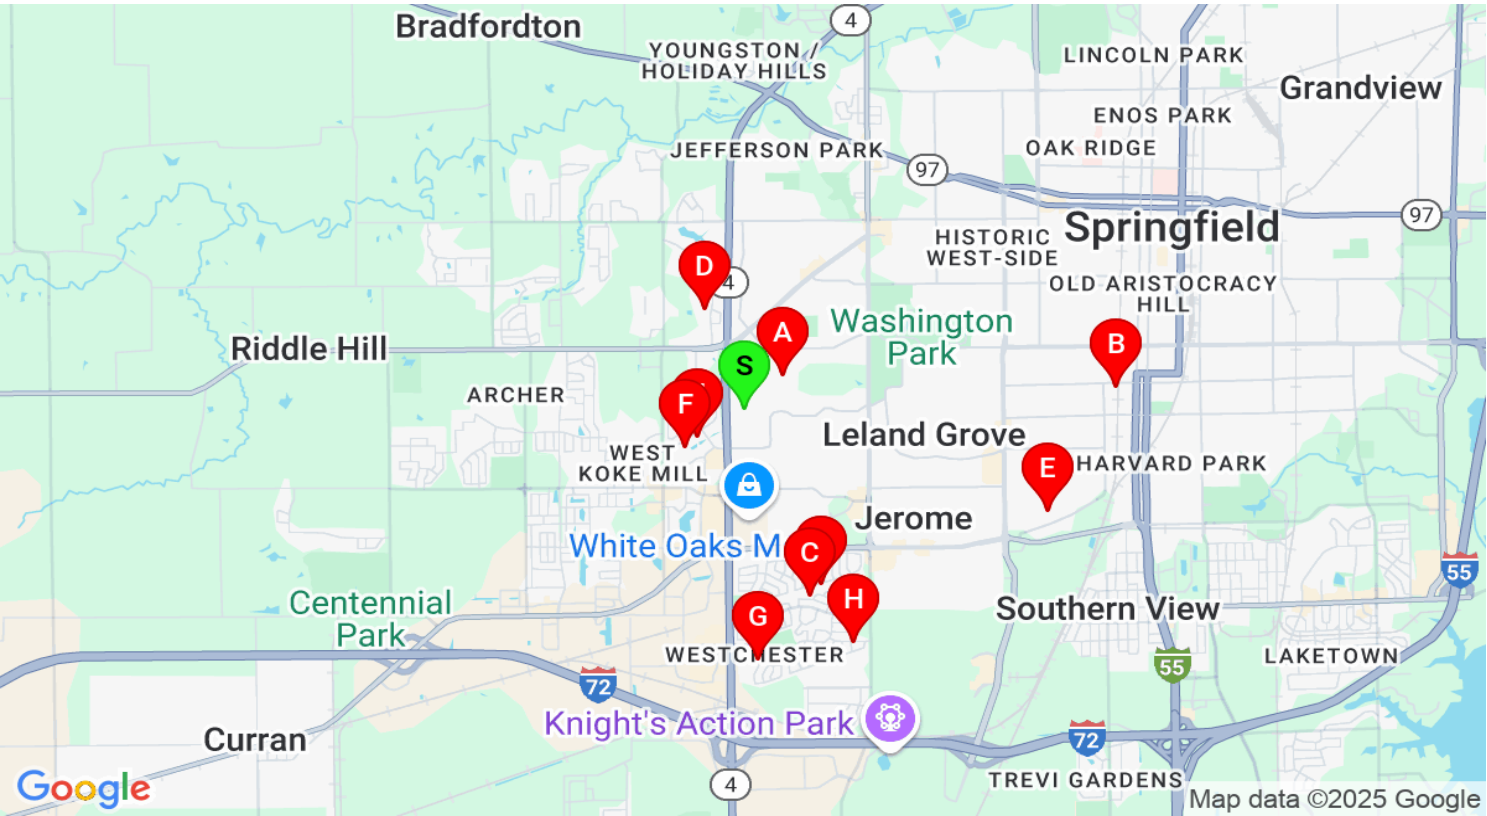 Bradfordton
4
YOUNGSTON /
HOLIDAY HILLS
LINCOLN PARK
Grandview
ENOS PARK
JEFFERSON PARK
OAK RIDGE
97
97
Springfield
HISTORIC
WEST-SIDE
D
4
OLD ARISTOCRACY
HILL
A
Washington
Park
B
Riddle Hill
S
ARCHER
F
Leland Grove
WEST
KOKE MILL
E
HARVARD PARK
Jerome
White Oaks M
C
55
Centennial
Park
H
Southern View
G
WESTCHESTER
LAKETOWN
55
72
Knight's Action Park
Curran
72
TREVI GARDENS
4
Google
Map data ©2025 Google